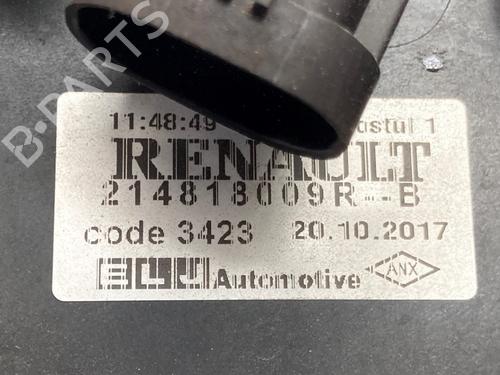 11:48:49
RENAULT
214818009R--B
code 3423 20.10.2017
Automotive ANX
B-PARTS